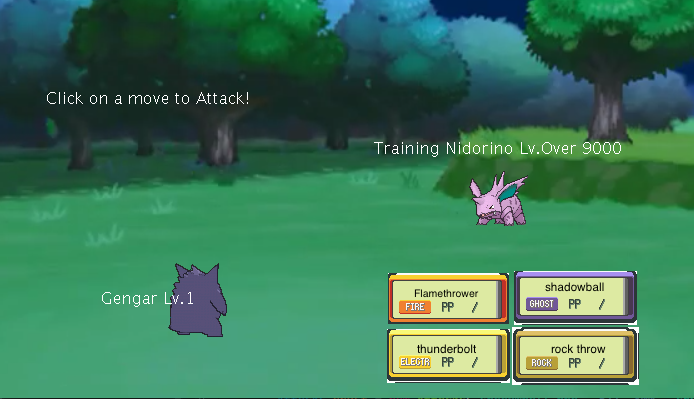 Click on a move to Attack!
Training Nidorino Lv.Over 9000
Gengar Lv.1
Flamethrower
FIRE PP /
shadowball
GHOST PP /
thunderbolt
ELECTR PP /
rock throw
ROCK PP /